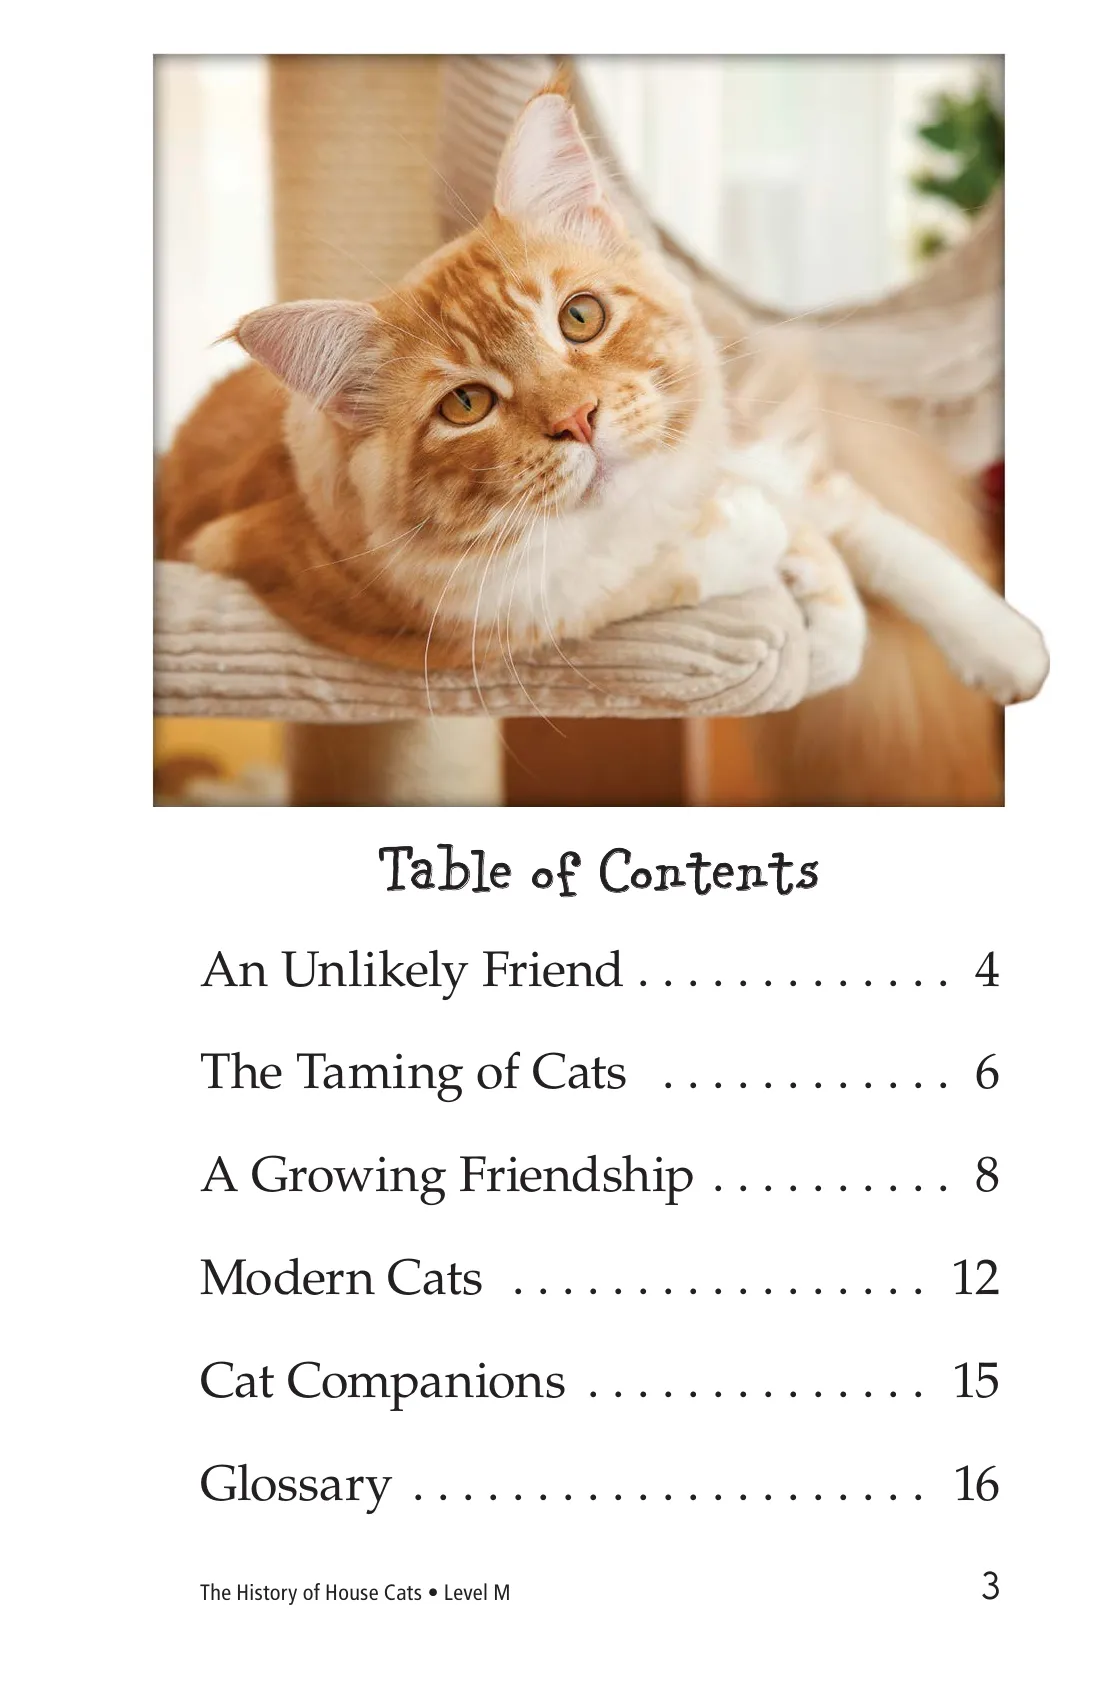 Table of Contents
An Unlikely Friend . . . . . . . . . . . . . 4
The Taming of Cats . . . . . . . . . . . . 6
A Growing Friendship . . . . . . . . . . 8
Modern Cats . . . . . . . . . . . . . . . . . 12
Cat Companions . . . . . . . . . . . . . . 15
Glossary . . . . . . . . . . . . . . . . . . . . . 16
The History of House Cats • Level M 3